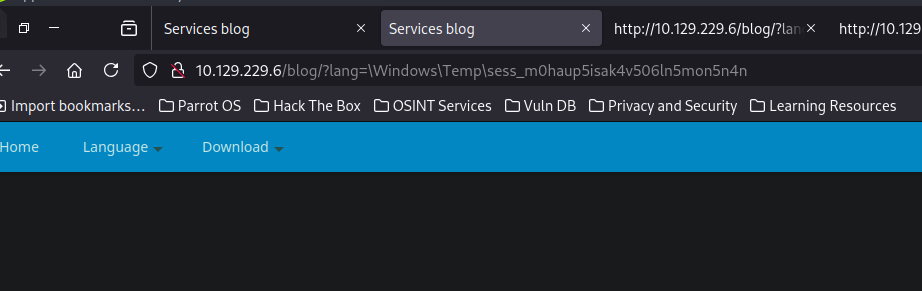 Services blog
Services blog
http://10.129.229.6/blog/?lan
http://10.129
10.129.229.6/blog/?lang=\Windows\Temp\sess_m0haup5isak4v506ln5mon5n4n
Import bookmarks...
Parrot OS
Hack The Box
OSINT Services
Vuln DB
Privacy and Security
Learning Resources
Home
Language
Download